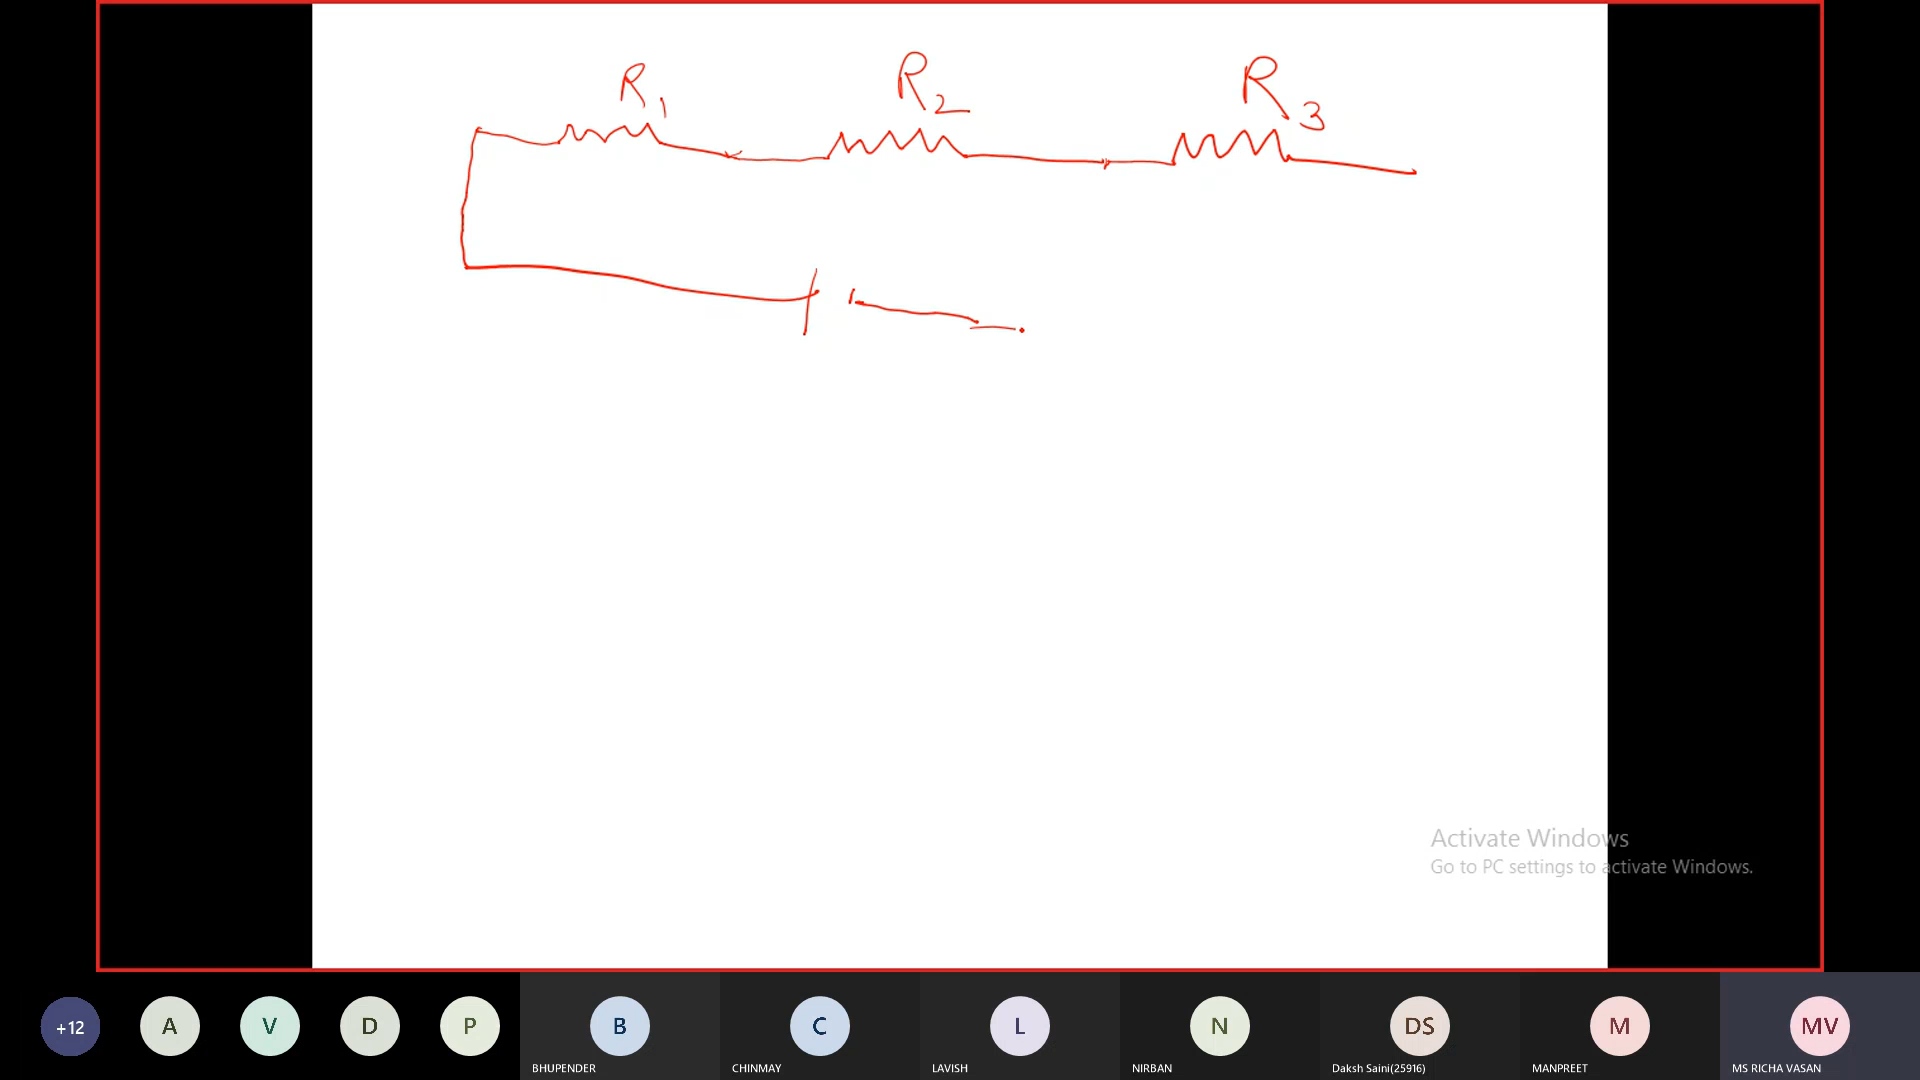 R1 R2 R3
Activate Windows
Go to PC settings to activate Windows.
+12 A V D P B C L N DS M MV
BHUPENDER CHINMAY LAVISH NIRBAN Daksh Saini(25916) MANPREET MS RICHA VASAN